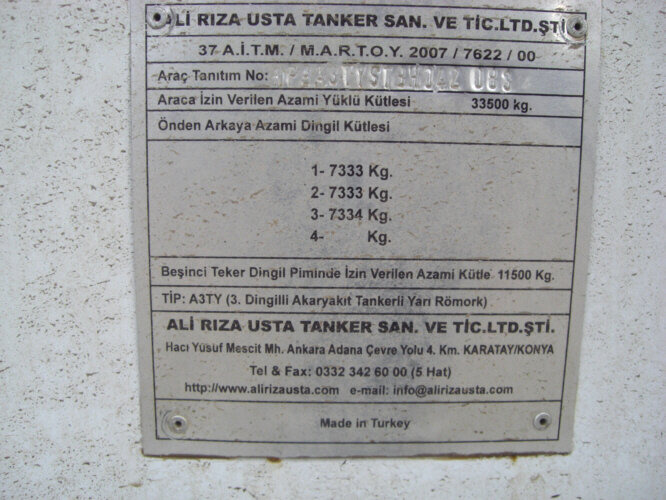 ALİ RIZA USTA TANKER SAN. VE TİC.LTD.ŞTİ
37 A.İ.T.M. / M.A.R.T.O.Y. 2007 / 7622 / 00
Araç Tanıtım No:
Araca İzin Verilen Azami Yüklü Kütlesi 33500 kg.
Önden Arkaya Azami Dingil Kütlesi
1- 7333 Kg.
2- 7333 Kg.
3- 7334 Kg.
4- Kg.
Beşinci Teker Dingil Piminde İzin Verilen Azami Kütle 11500 Kg.
TİP: A3TY (3. Dingilli Akaryakıt Tankerli Yarı Römork)
ALİ RIZA USTA TANKER SAN. VE TİC.LTD.ŞTİ.
Hacı Yusuf Mescit Mh. Ankara Adana Çevre Yolu 4. Km. KARATAY/KONYA
Tel & Fax: 0332 342 60 00 (5 Hat)
http://www.alirizausta.com e-mail: info@alirizausta.com
Made in Turkey